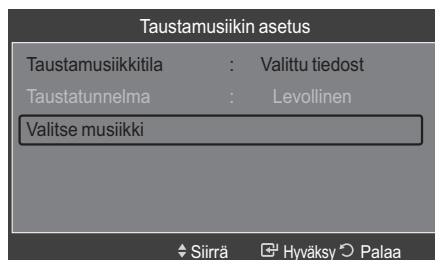 Taustamusiikin asetus
Taustamusiikkitila : Valittu tiedost
Taustatunnelma : Levollinen
Valitse musiikki
Siirrä Hyväksy Palaa